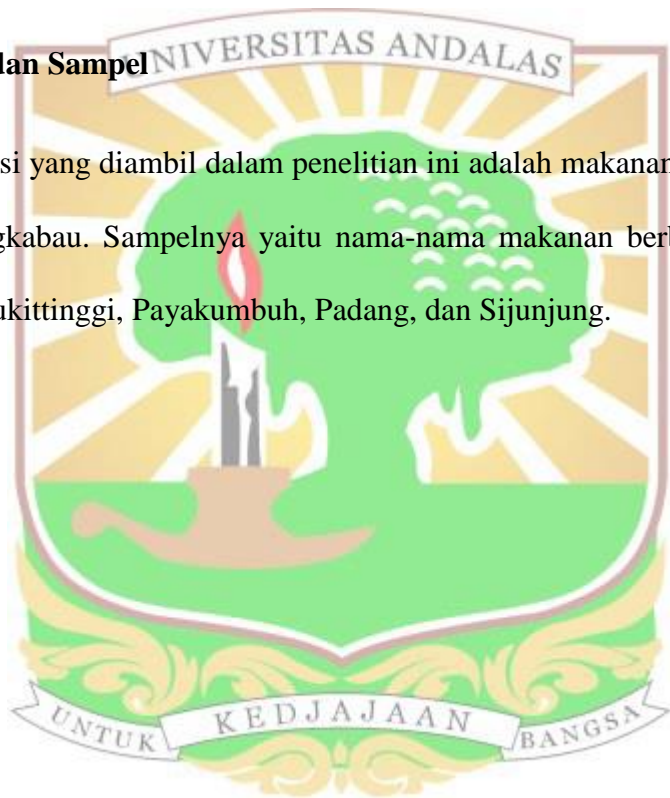 UNIVERSITAS ANDALAS
dan Sampel
si yang diambil dalam penelitian ini adalah makanan
gkabau. Sampelnya yaitu nama-nama makanan
ukittinggi, Payakumbuh, Padang, dan Sijunjung.
UNTUK KEDJAJAAN BANGSA